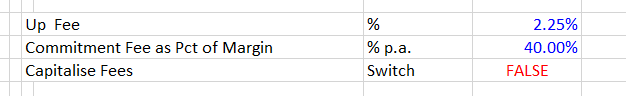 Up Fee % 2.25%
Commitment Fee as Pct of Margin % p.a. 40.00%
Capitalise Fees Switch FALSE